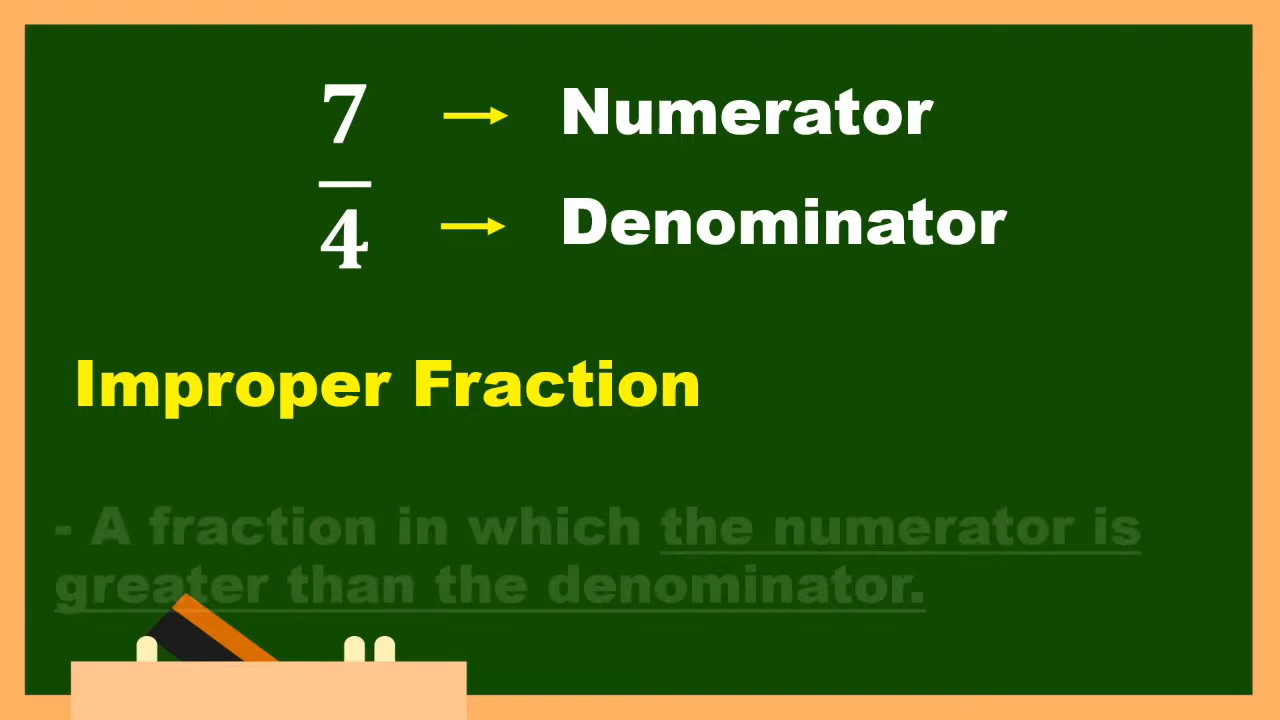 7 → Numerator
4 → Denominator
Improper Fraction
- A fraction in which the numerator is
greater than the denominator.